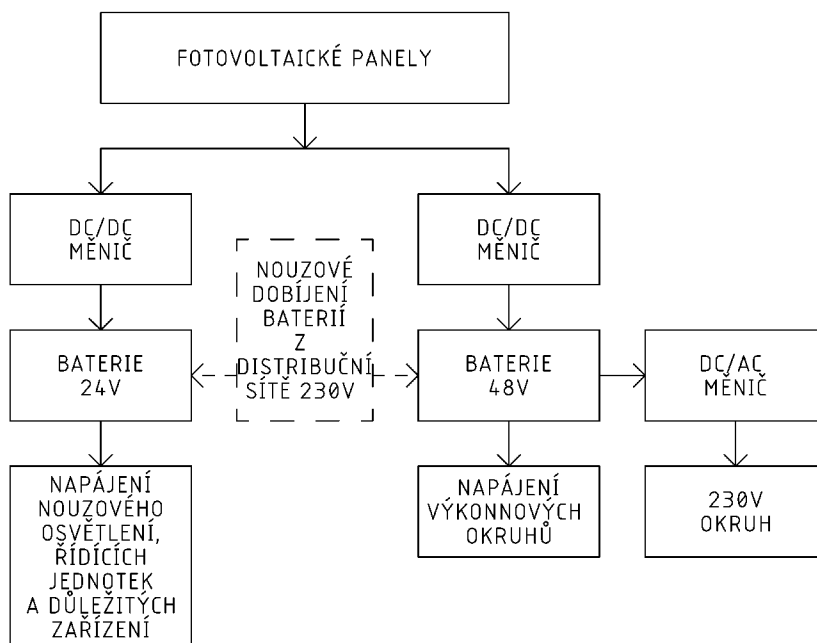 FOTOVOLTAICKÉ PANELY
DC/DC
MĚNIČ
DC/DC
MĚNIČ
NOUZOVÉ
DOBÍJENÍ
BATERIÍ
Z
DISTRIBUČNÍ
SÍTĚ 230V
BATERIE
24V
BATERIE
48V
DC/AC
MĚNIČ
NAPÁJENÍ
NOUZOVÉHO
OSVĚTLENÍ,
ŘÍDÍCÍCH
JEDNOTEK
A DŮLEŽITÝCH
ZAŘÍZENÍ
NAPÁJENÍ
VÝKONNOVÝCH
OKRUHŮ
230V
OKRUH